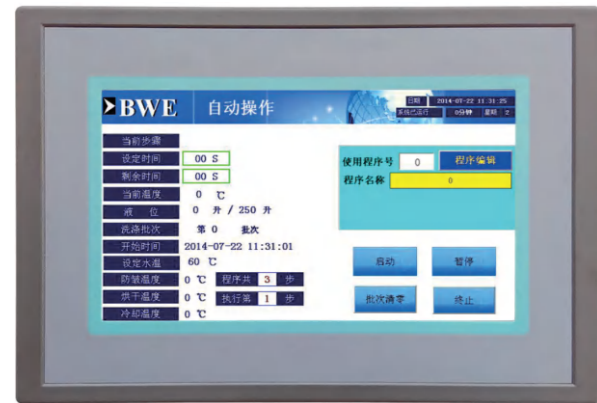 BWE 自动操作
日期 2014-07-22 11:31:25
系统已运行 0分钟 星期 2
当前步骤
设定时间 00 S
剩余时间 00 S
当前温度 0 ℃
液 位 0 升 / 250 升
洗涤批次 第 0 批次
开始时间 2014-07-22 11:31:01
设定水温 60 ℃
防皱温度 0 ℃ 程序共 3 步
烘干温度 0 ℃ 执行第 1 步
冷却温度 0 ℃
使用程序号 0 程序编辑
程序名称 0
启动 暂停
批次清零 终止